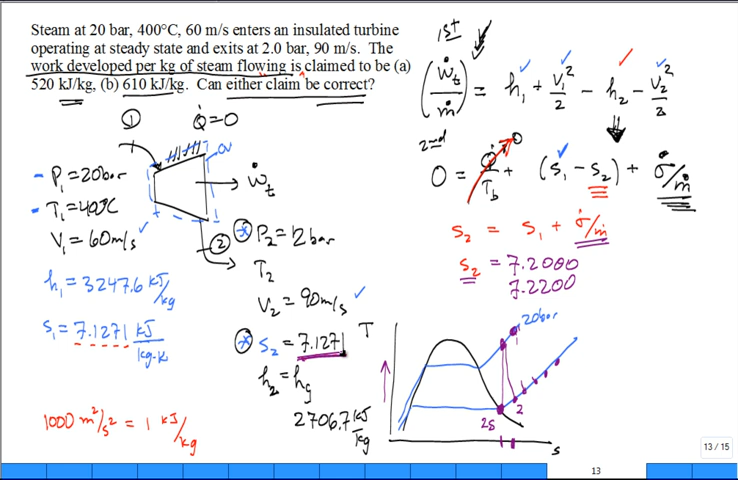 Steam at 20 bar, 400°C, 60 m/s enters an insulated turbine
operating at steady state and exits at 2.0 bar, 90 m/s. The
work developed per kg of steam flowing is claimed to be (a)
520 kJ/kg, (b) 610 kJ/kg. Can either claim be correct?
1st
(Ẇt/ṁ) = h1 + V1²/2 - h2 - V2²/2
2nd
0 = Q̇/Tb + (s1 - s2) + σ̇/ṁ
s2 = s1 + σ̇/ṁ
s2 = 7.2000
7.2200
① Q̇=0
CV
Ẇt
P1=20bar
T1=400°C
V1=60m/s
h1=3247.6 kJ/kg
s1=7.1271 kJ/kg·K
②
P2=2bar
T2
V2=90m/s
s2=7.1271
h2=hg
2706.7 kJ/kg
1000 m²/s² = 1 kJ/kg
T
20bar
2s
2
s
13 / 15
13